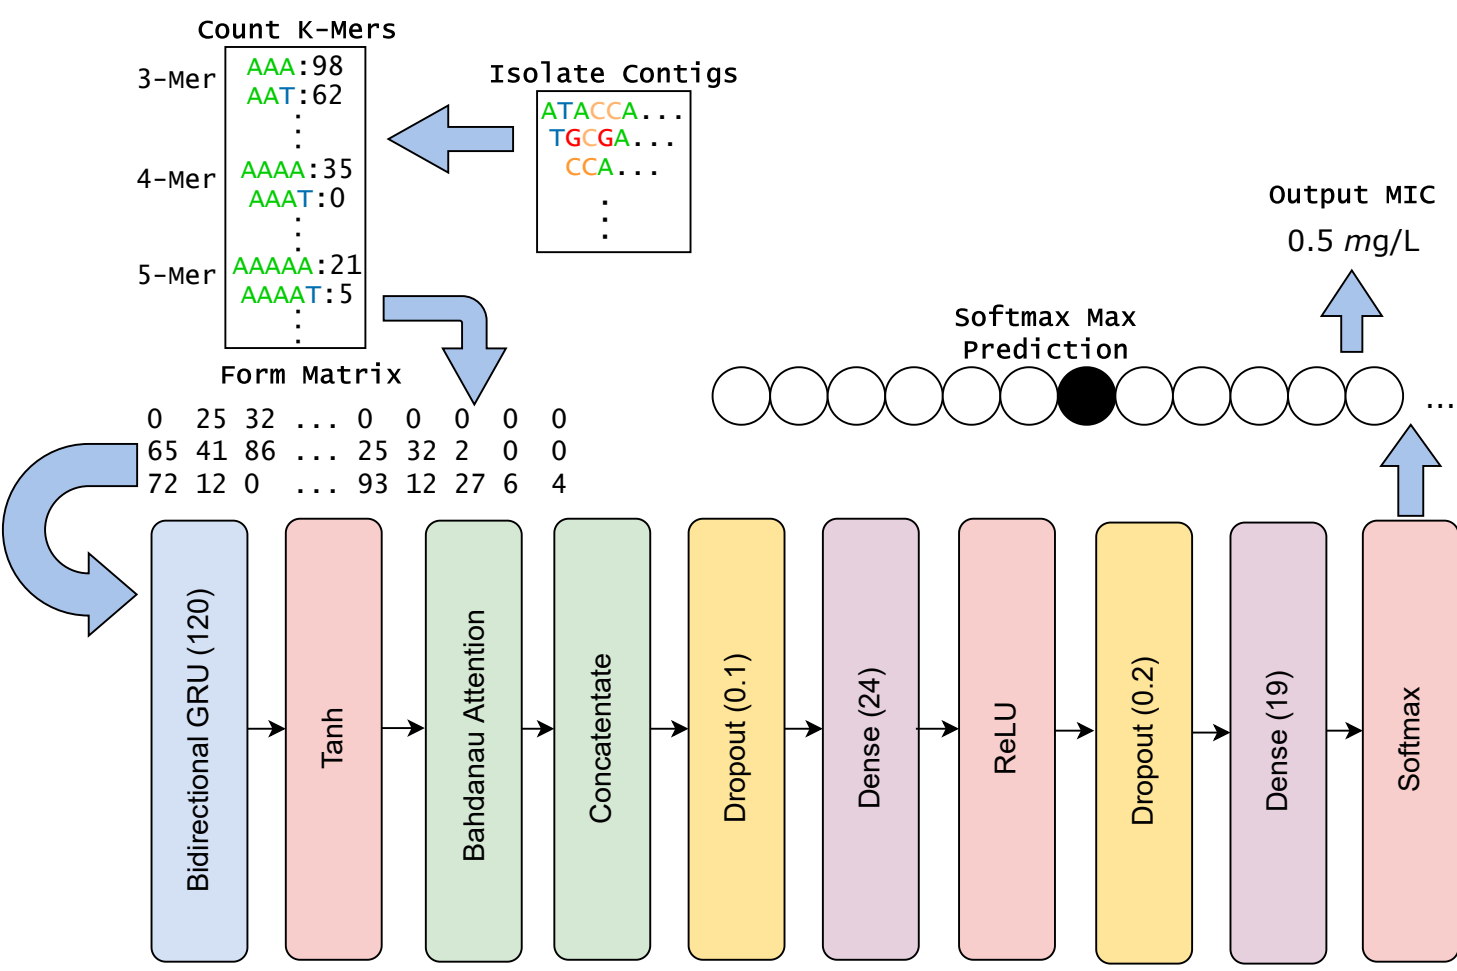 Count K-Mers
3-Mer
AAA:98
AAT:62
4-Mer
AAAA:35
AAAT:0
5-Mer
AAAAA:21
AAAAT:5
Isolate Contigs
ATACCA...
TGCGA...
CCA...
Form Matrix
0 25 32 ... 0 0 0 0 0
65 41 86 ... 25 32 2 0 0
72 12 0 ... 93 12 27 6 4
Output MIC
0.5 mg/L
Softmax Max
Prediction
...
Bidirectional GRU (120)
Tanh
Bahdanau Attention
Concatentate
Dropout (0.1)
Dense (24)
ReLU
Dropout (0.2)
Dense (19)
Softmax